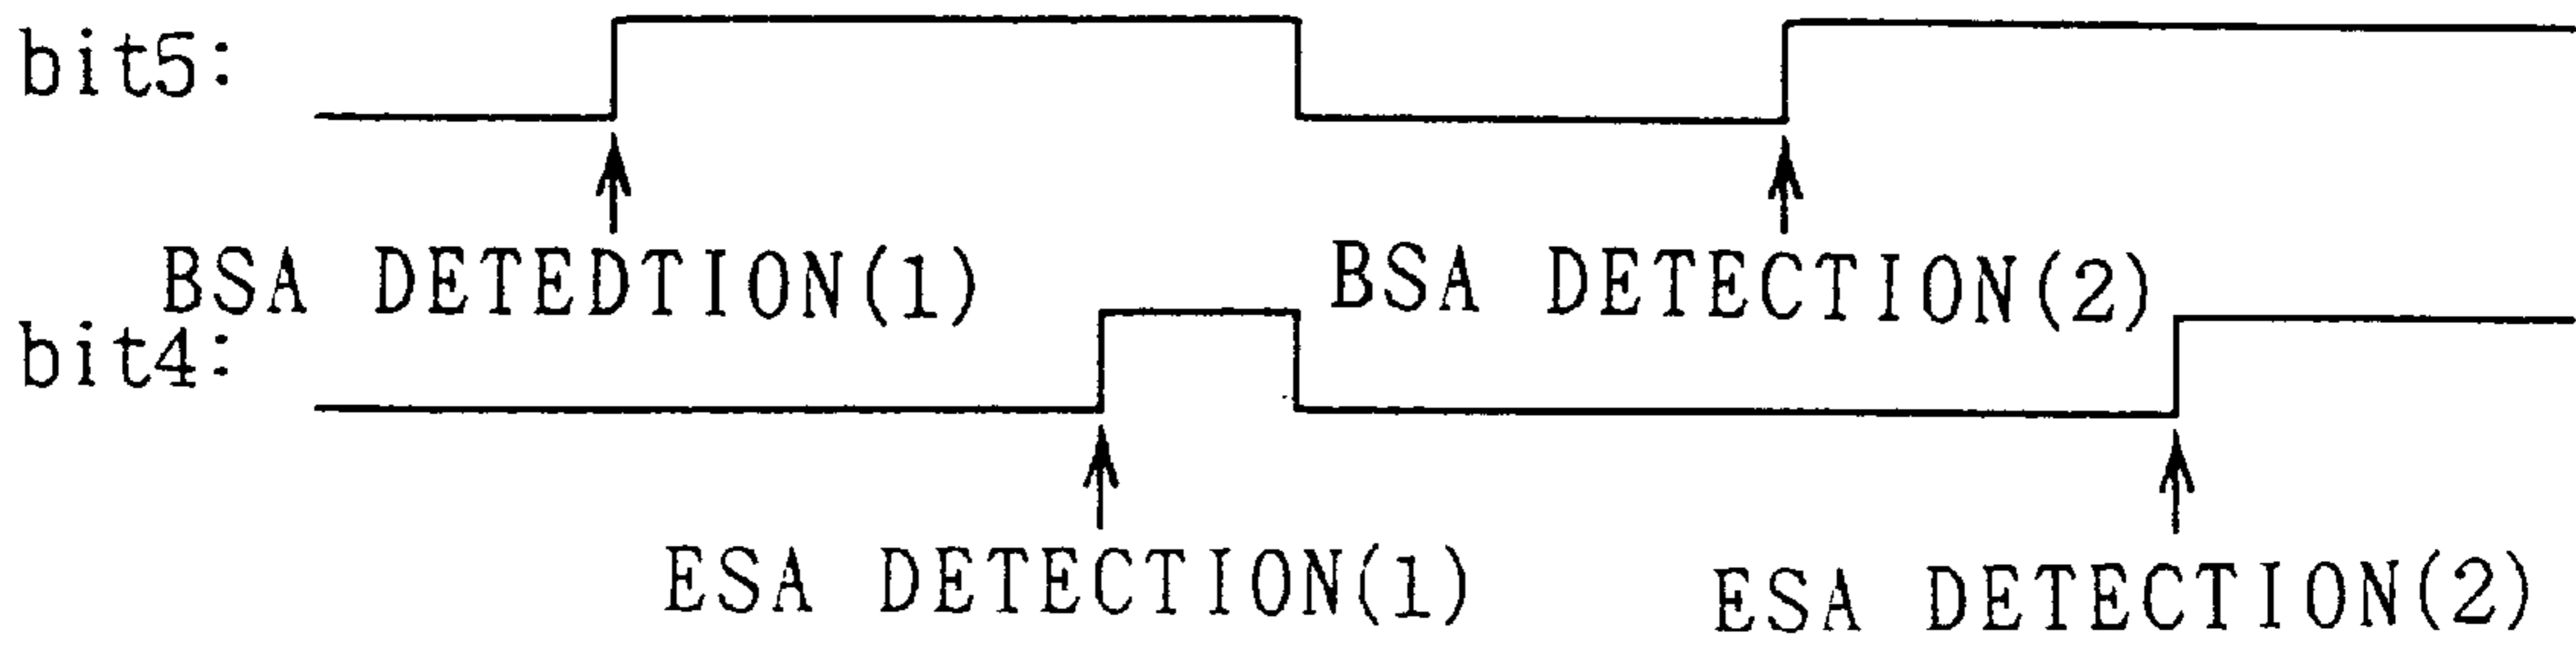 bit5:
BSA DETEDTION(1)
BSA DETECTION(2)
bit4:
ESA DETECTION(1)
ESA DETECTION(2)